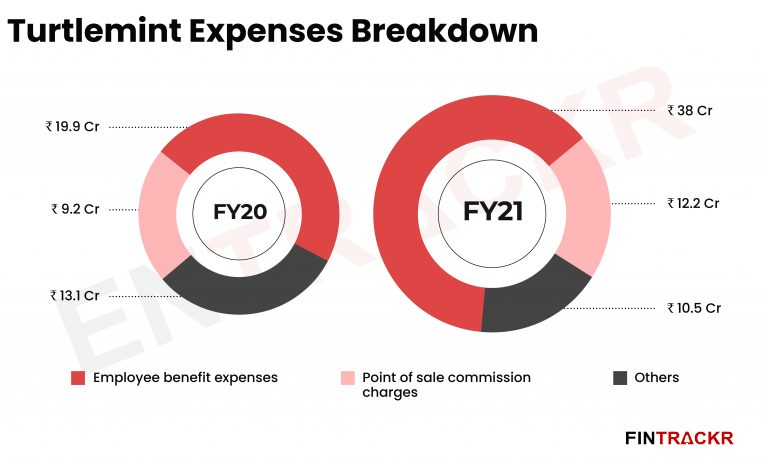 Turtlemint Expenses Breakdown
₹ 19.9 Cr
₹ 9.2 Cr
₹ 13.1 Cr
FY20
FY21
₹ 38 Cr
₹ 12.2 Cr
₹ 10.5 Cr
ENTRACKR
Employee benefit expenses
Point of sale commission
charges
Others
FINTRACKR